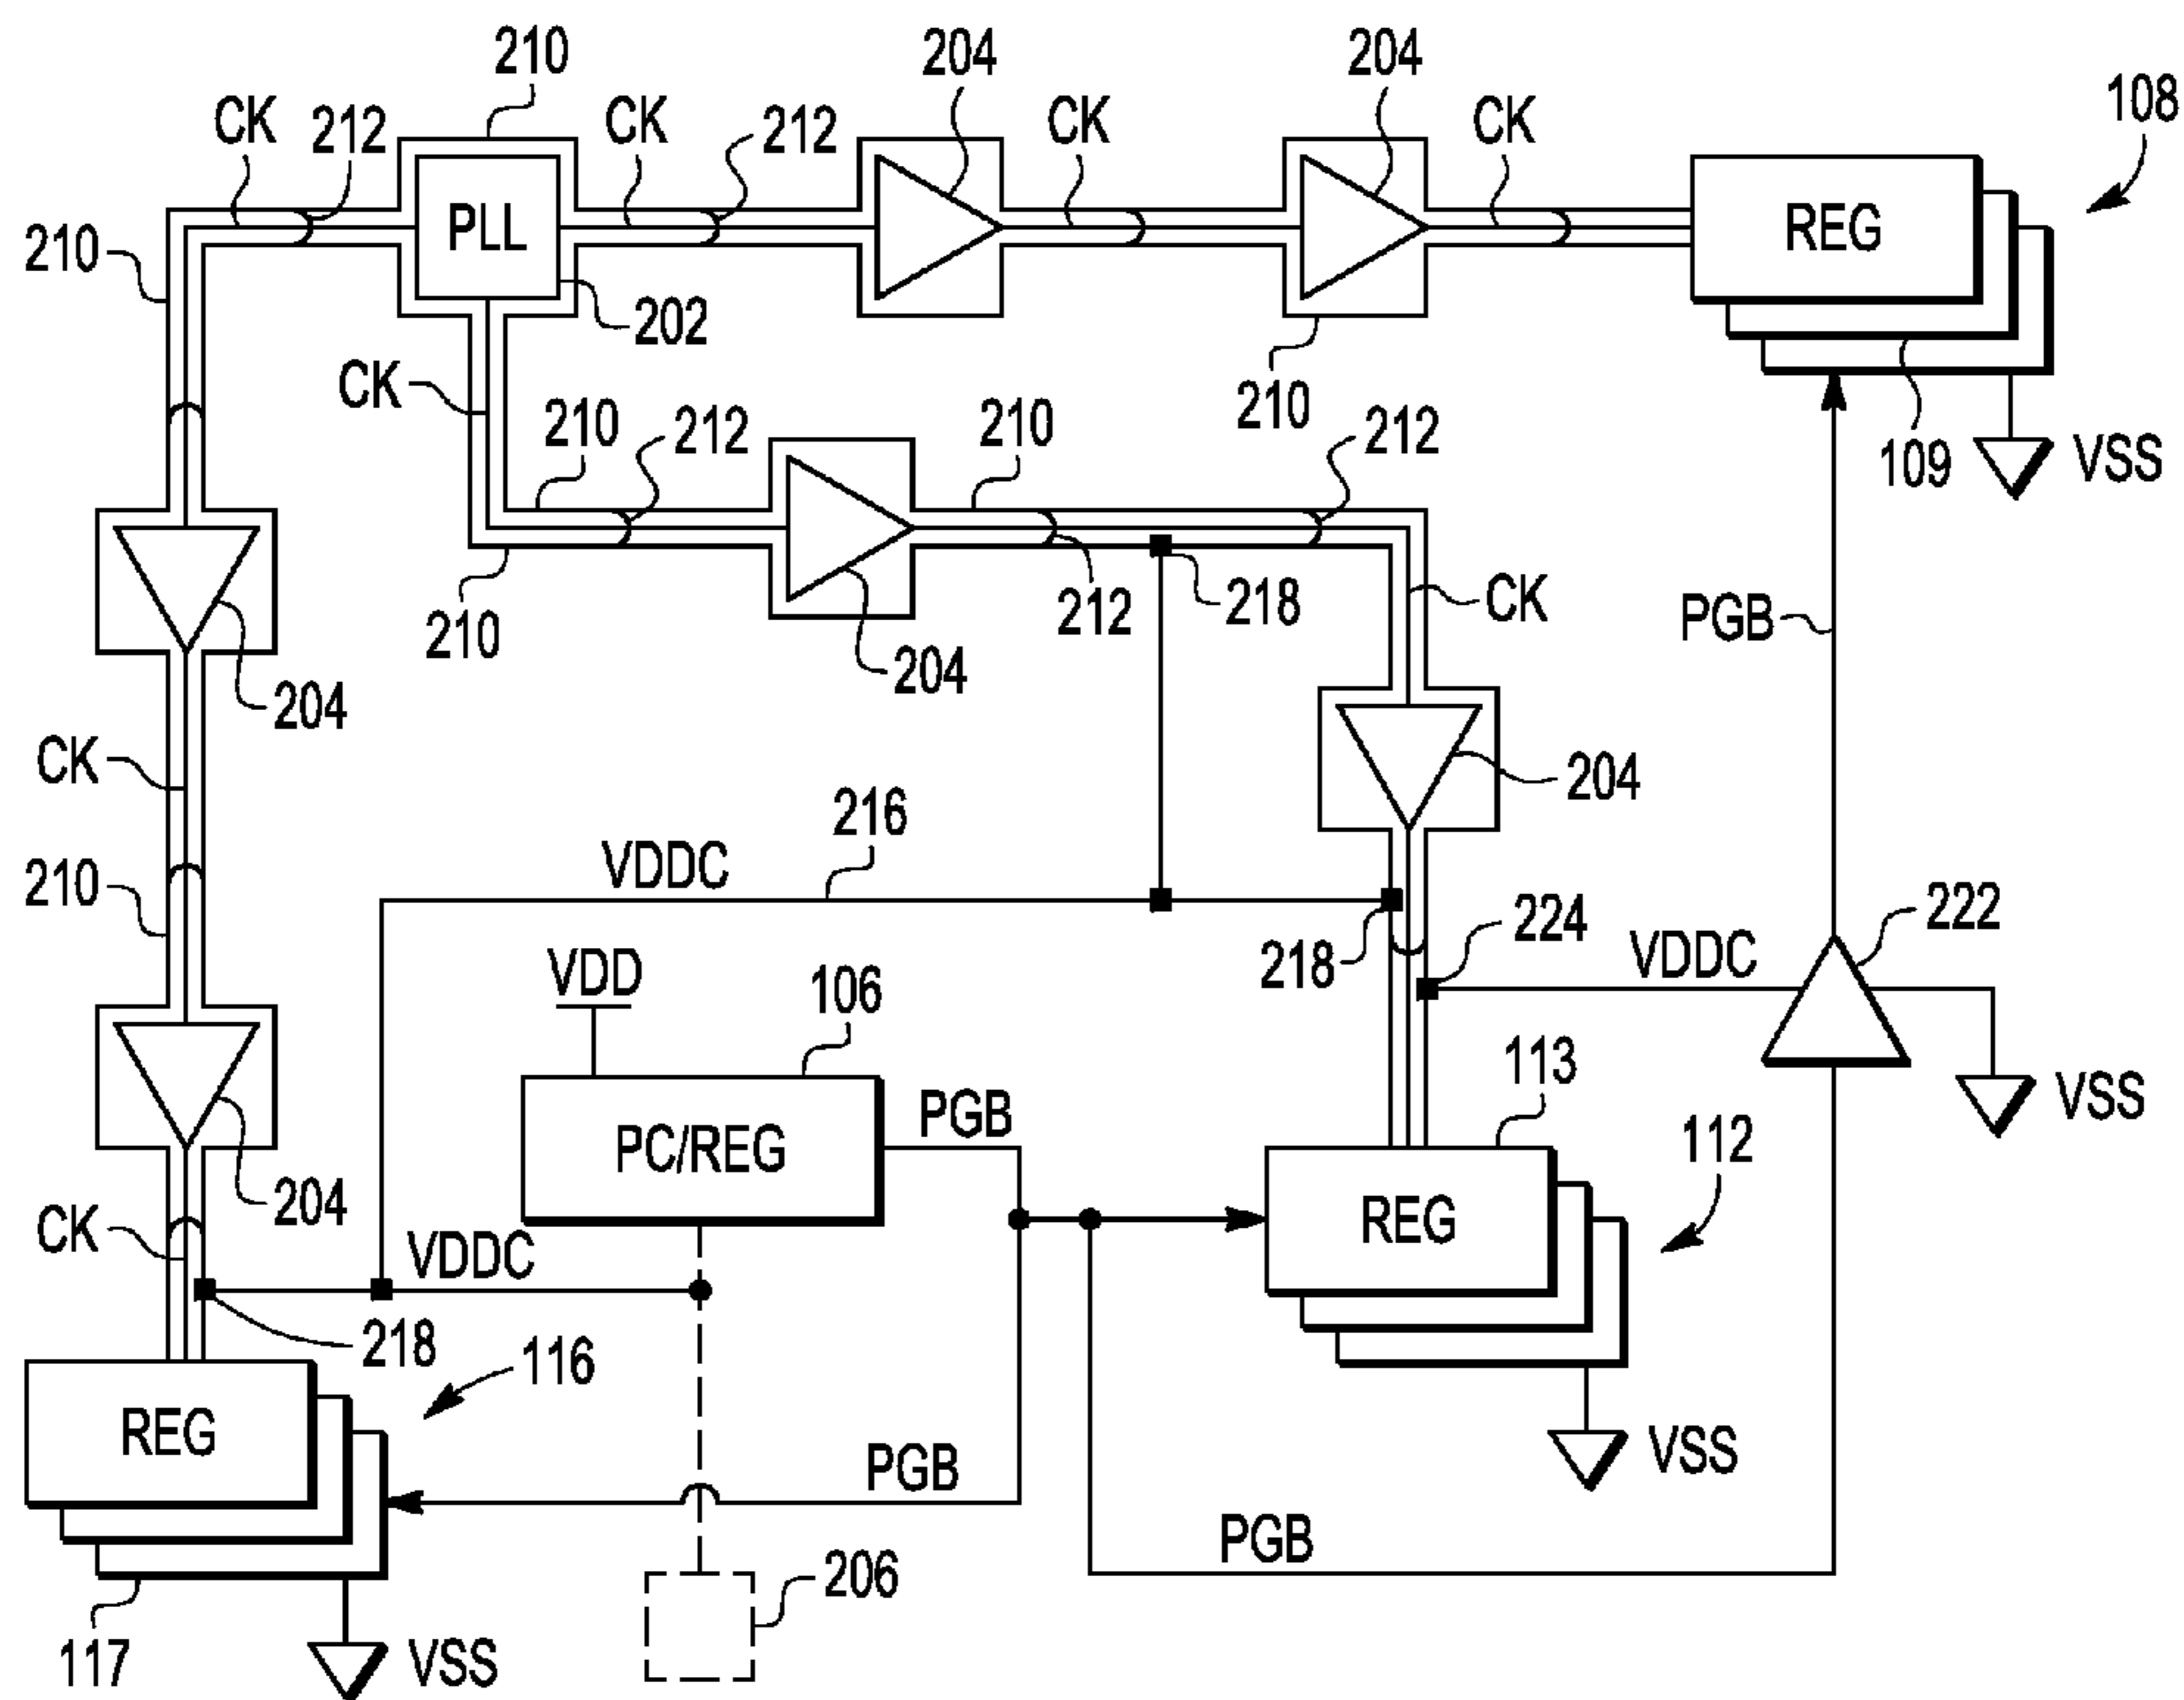 210
204
204
108
CK
212
CK
212
CK
CK
PLL
REG
210
202
CK
210
212
210
210
212
109
VSS
210
204
212
218
CK
PGB
204
204
CK
216
210
VDDC
218
224
222
VDDC
VDD
106
113
VSS
PGB
PC/REG
112
204
CK
VDDC
REG
218
116
REG
PGB
VSS
PGB
206
117
VSS